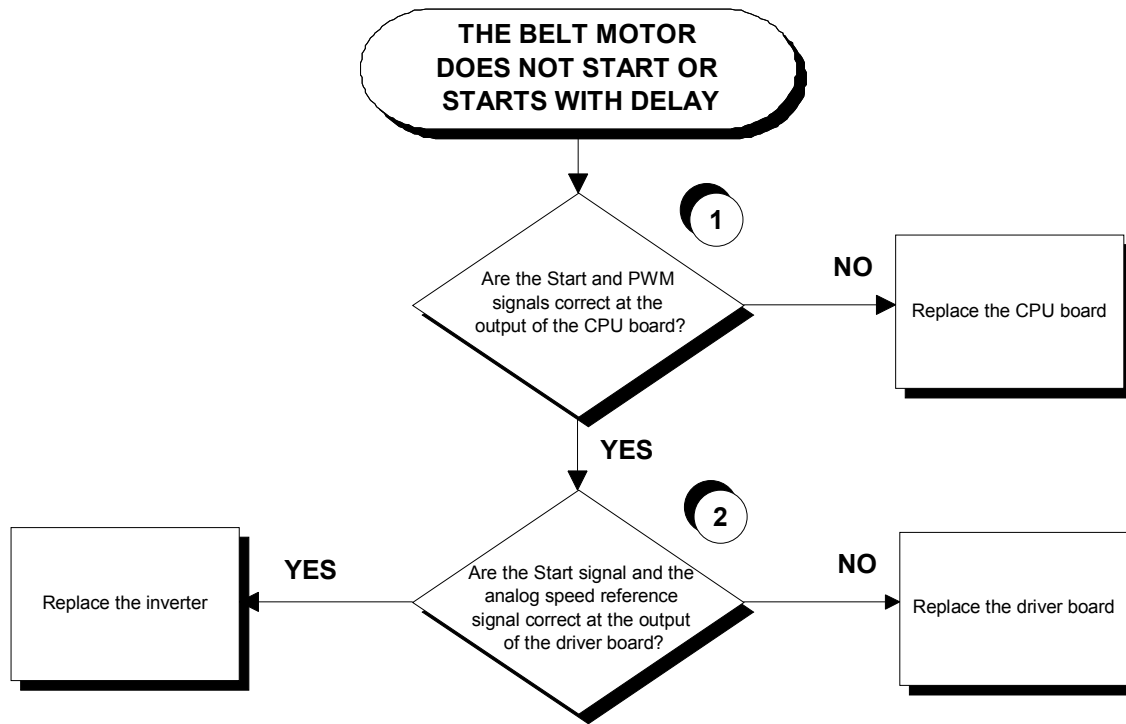 THE BELT MOTOR
DOES NOT START OR
STARTS WITH DELAY
1
Are the Start and PWM
signals correct at the
output of the CPU board?
NO
Replace the CPU board
YES
2
Are the Start signal and the
analog speed reference
signal correct at the output
of the driver board?
YES
Replace the inverter
NO
Replace the driver board